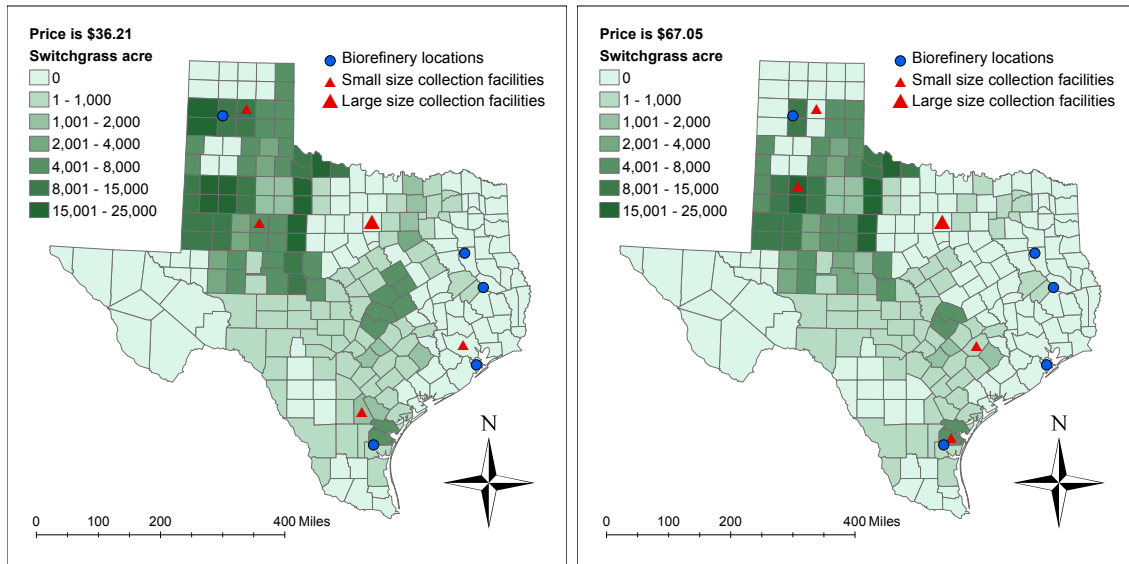 Price is $36.21
Switchgrass acre
0
1 - 1,000
1,001 - 2,000
2,001 - 4,000
4,001 - 8,000
8,001 - 15,000
15,001 - 25,000
Biorefinery locations
Small size collection facilities
Large size collection facilities
N
0 100 200 400 Miles
Price is $67.05
Switchgrass acre
0
1 - 1,000
1,001 - 2,000
2,001 - 4,000
4,001 - 8,000
8,001 - 15,000
15,001 - 25,000
Biorefinery locations
Small size collection facilities
Large size collection facilities
N
0 100 200 400 Miles